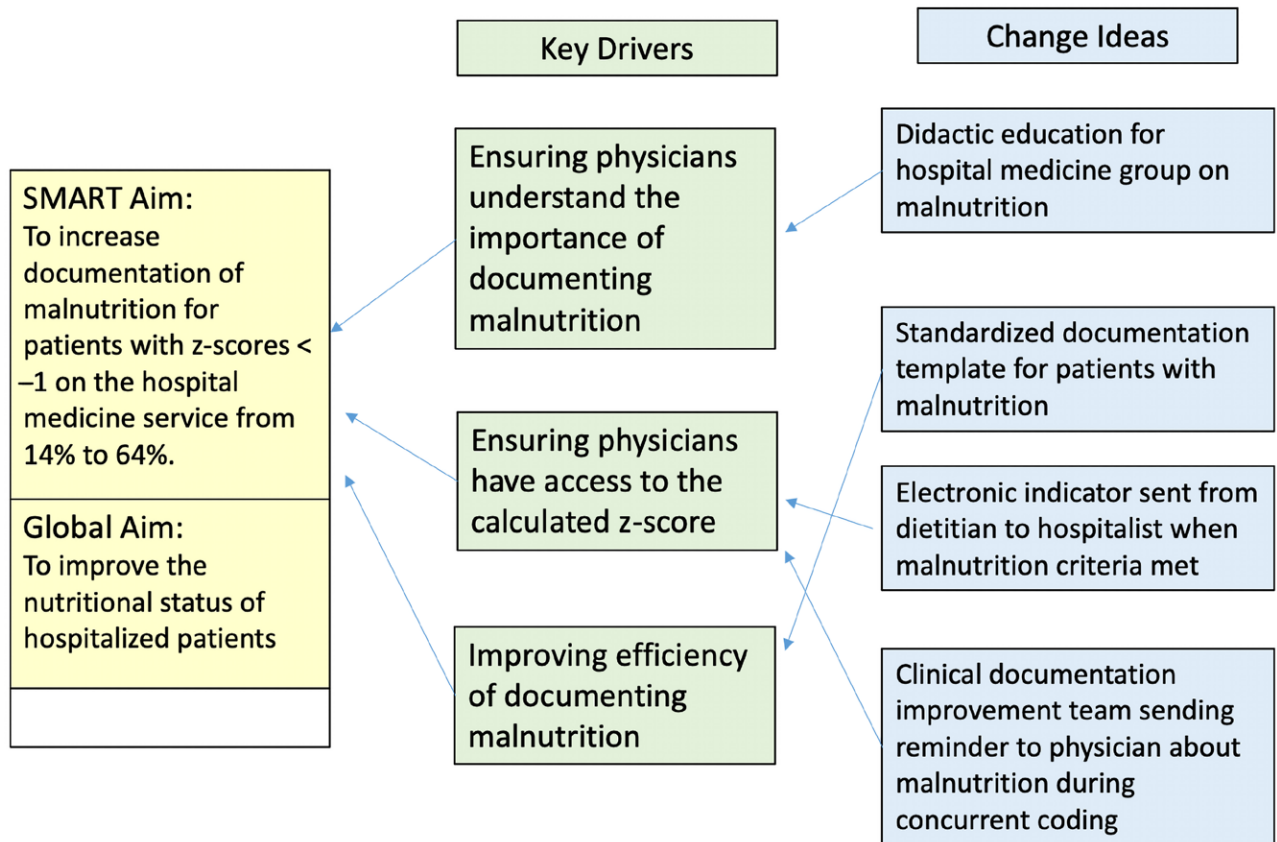 Key Drivers
Change Ideas
SMART Aim:
To increase
documentation of
malnutrition for
patients with z-scores <
–1 on the hospital
medicine service from
14% to 64%.
Global Aim:
To improve the
nutritional status of
hospitalized patients
Ensuring physicians
understand the
importance of
documenting
malnutrition
Ensuring physicians
have access to the
calculated z-score
Improving efficiency
of documenting
malnutrition
Didactic education for
hospital medicine group on
malnutrition
Standardized documentation
template for patients with
malnutrition
Electronic indicator sent from
dietitian to hospitalist when
malnutrition criteria met
Clinical documentation
improvement team sending
reminder to physician about
malnutrition during
concurrent coding